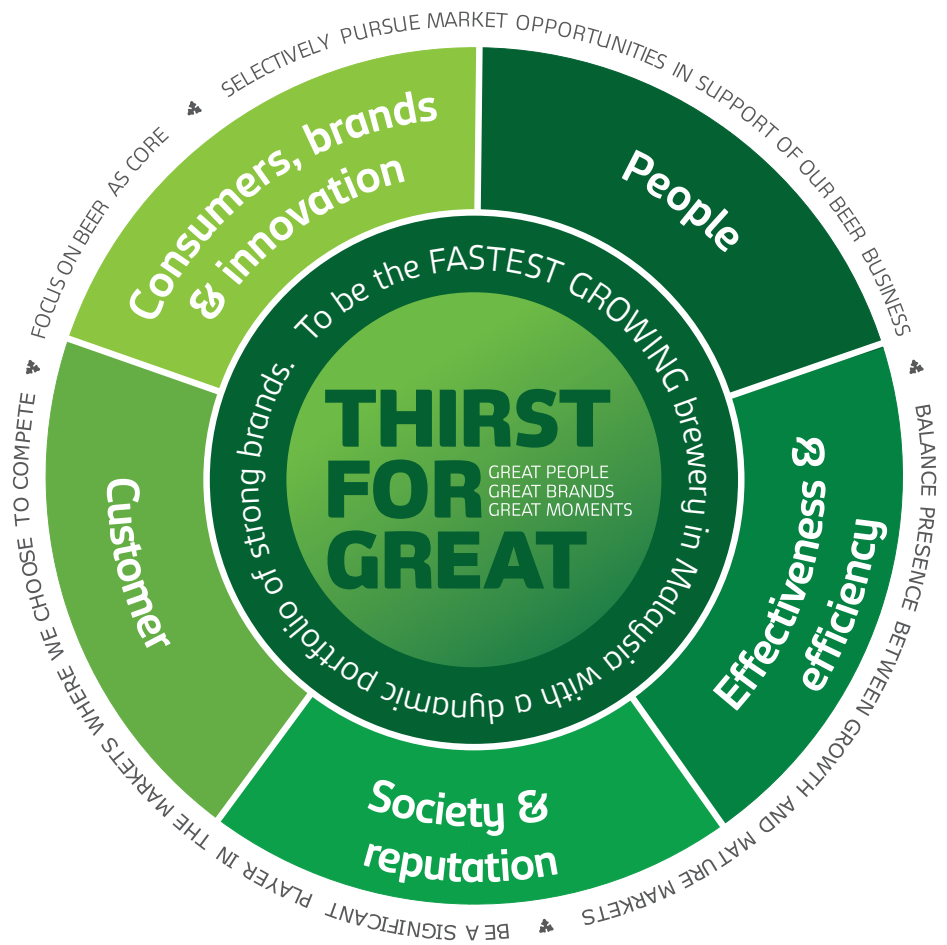 SELECTIVELY PURSUE MARKET OPPORTUNITIES IN SUPPORT OF OUR BEER BUSINESS
BALANCE PRESENCE BETWEEN GROWTH AND MATURE MARKETS
BE A SIGNIFICANT PLAYER IN THE MARKETS WHERE WE CHOOSE TO COMPETE
FOCUS ON BEER AS CORE
Consumers, brands
& innovation
People
Effectiveness &
efficiency
Society &
reputation
Customer
To be the FASTEST GROWING brewery in Malaysia with a dynamic portfolio of strong brands.
THIRST
FOR
GREAT
GREAT PEOPLE
GREAT BRANDS
GREAT MOMENTS